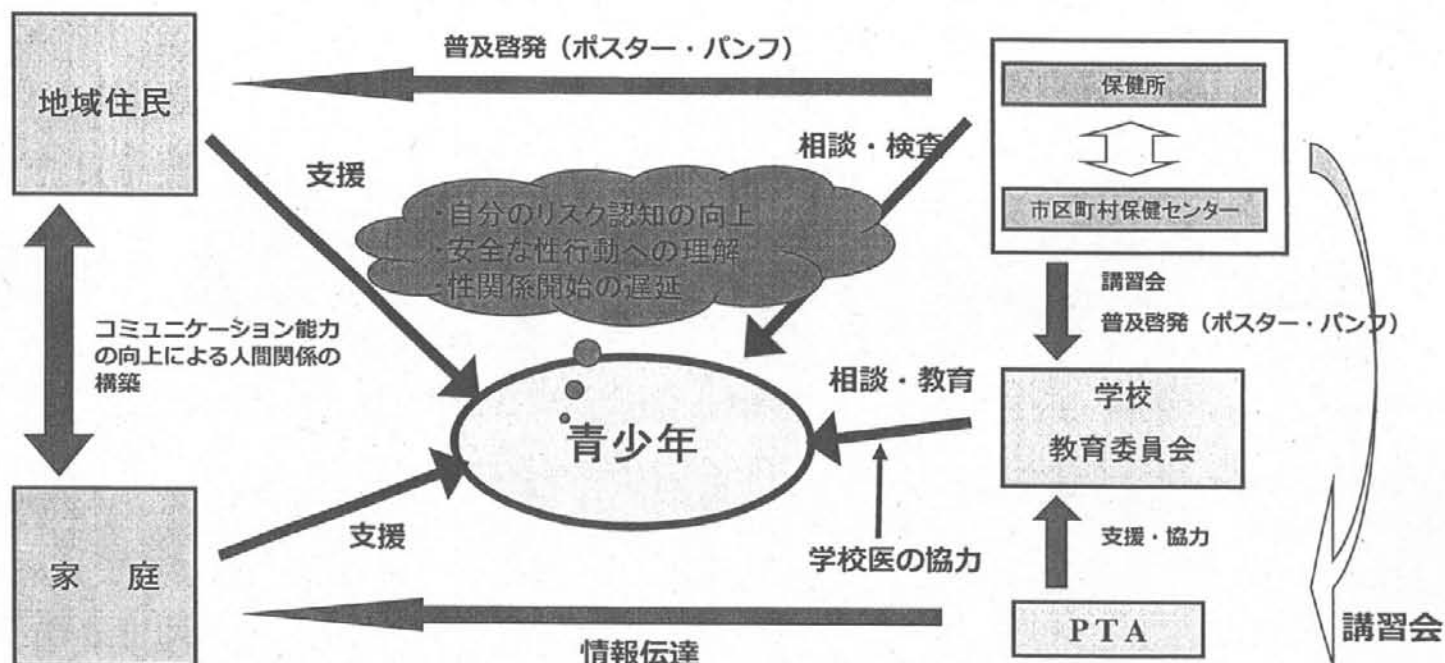 普及啓発（ポスター・パンフ）
地域住民
保健所
相談・検査
支援
・自分のリスク認知の向上
・安全な性行動への理解
・性関係開始の遅延
市区町村保健センター
講習会
普及啓発（ポスター・パンフ）
コミュニケーション能力
の向上による人間関係の
構築
相談・教育
学校
教育委員会
青少年
支援
学校医の協力
支援・協力
家　庭
ＰＴＡ
講習会
情報伝達